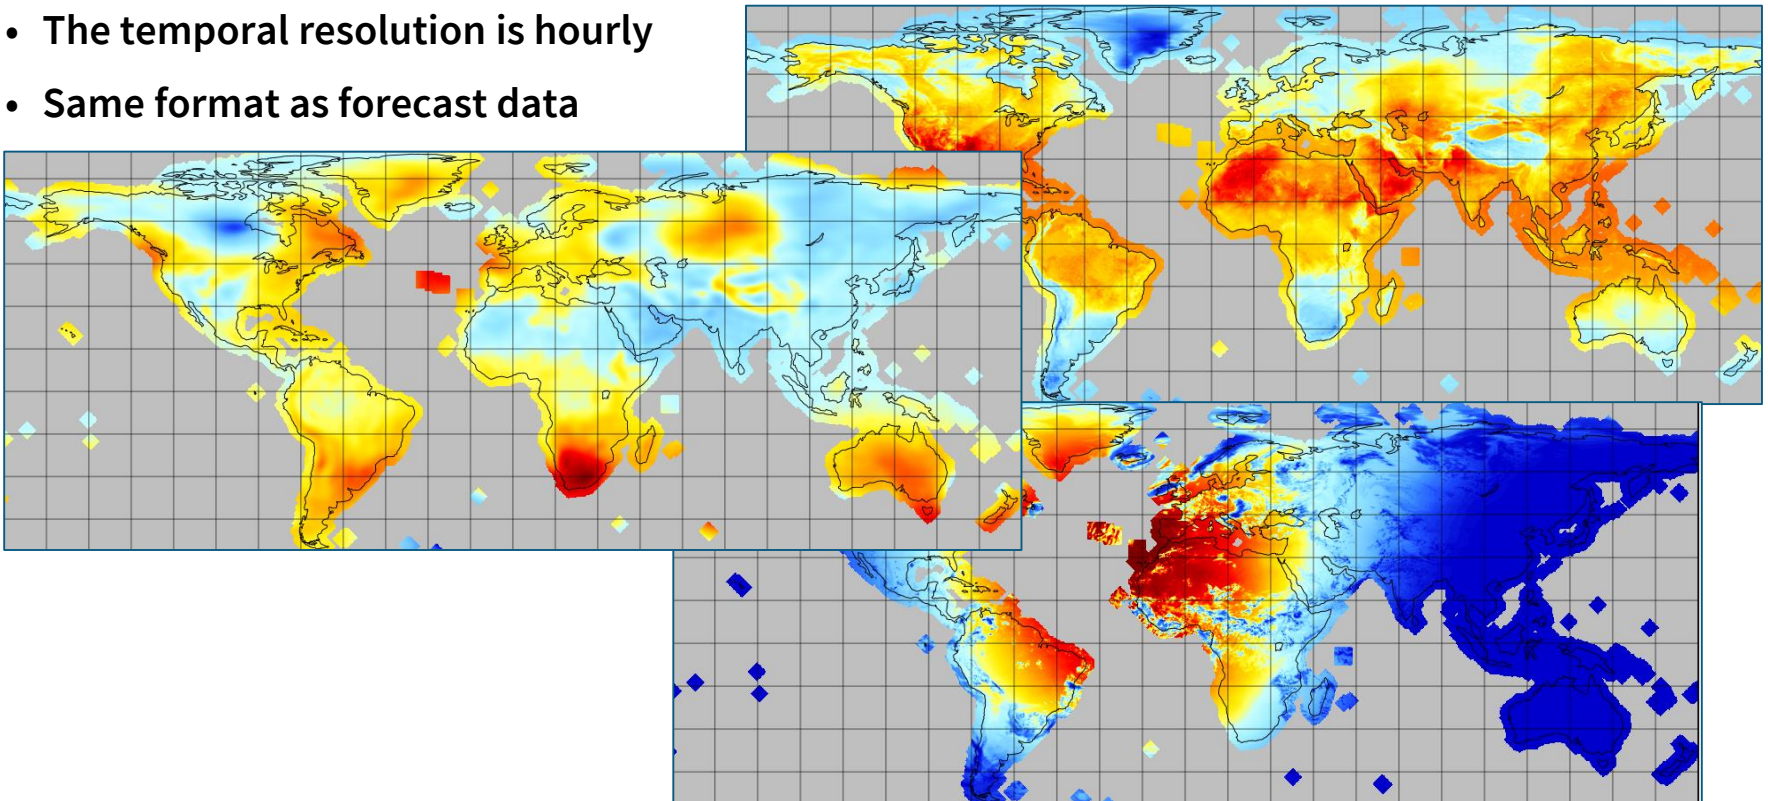 • The temporal resolution is hourly
• Same format as forecast data